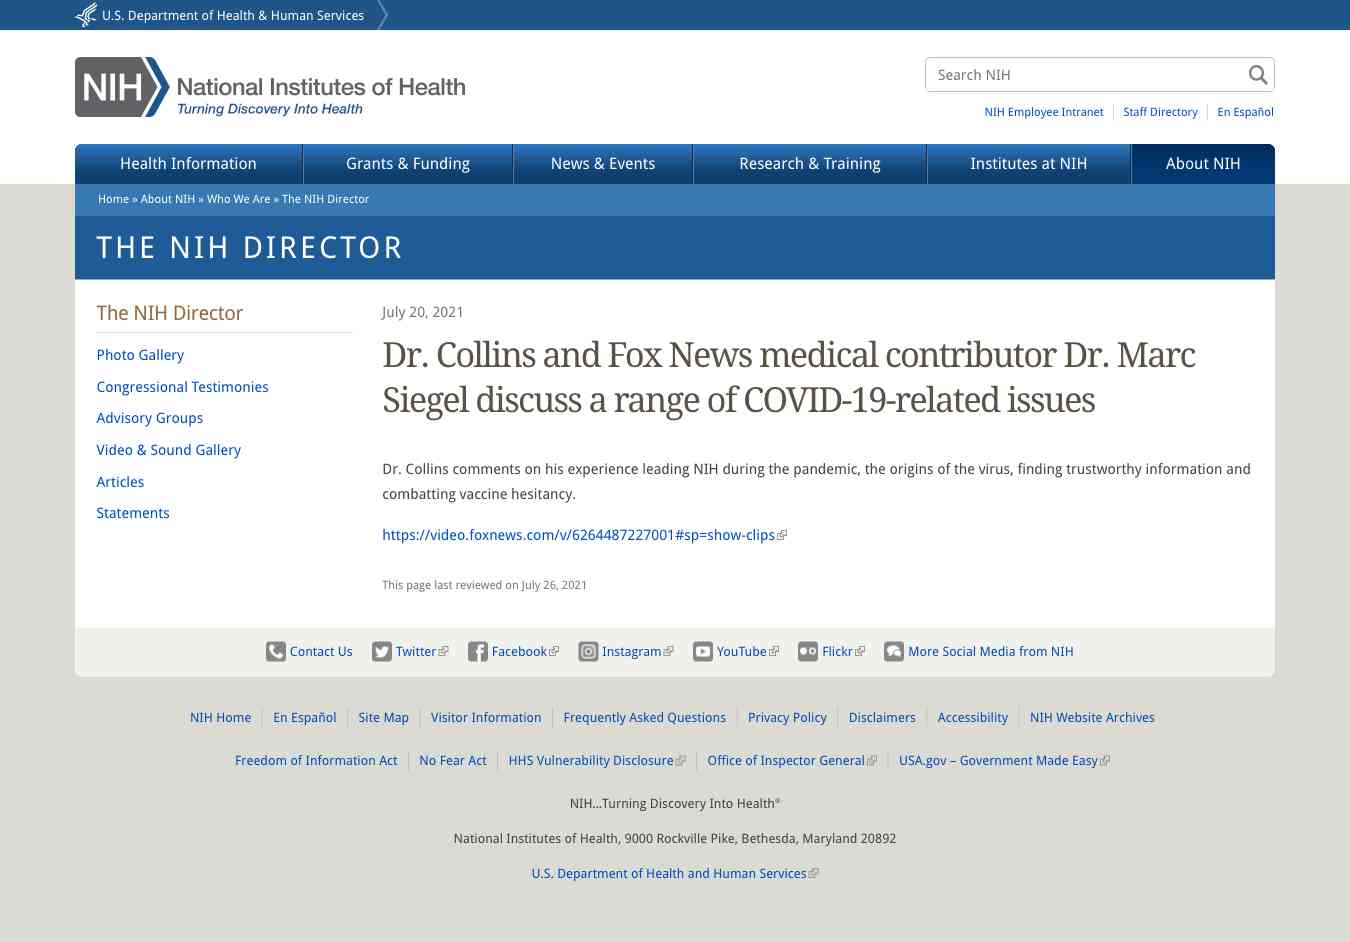 U.S. Department of Health & Human Services
NIH National Institutes of Health
Turning Discovery Into Health
Search NIH
NIH Employee Intranet
Staff Directory
En Español
Health Information
Grants & Funding
News & Events
Research & Training
Institutes at NIH
About NIH
Home » About NIH » Who We Are » The NIH Director
THE NIH DIRECTOR
The NIH Director
Photo Gallery
Congressional Testimonies
Advisory Groups
Video & Sound Gallery
Articles
Statements
July 20, 2021
Dr. Collins and Fox News medical contributor Dr. Marc
Siegel discuss a range of COVID-19-related issues
Dr. Collins comments on his experience leading NIH during the pandemic, the origins of the virus, finding trustworthy information and
combatting vaccine hesitancy.
https://video.foxnews.com/v/6264487227001#sp=show-clips
This page last reviewed on July 26, 2021
Contact Us
Twitter
Facebook
Instagram
YouTube
Flickr
More Social Media from NIH
NIH Home
En Español
Site Map
Visitor Information
Frequently Asked Questions
Privacy Policy
Disclaimers
Accessibility
NIH Website Archives
Freedom of Information Act
No Fear Act
HHS Vulnerability Disclosure
Office of Inspector General
USA.gov – Government Made Easy
NIH…Turning Discovery Into Health®
National Institutes of Health, 9000 Rockville Pike, Bethesda, Maryland 20892
U.S. Department of Health and Human Services